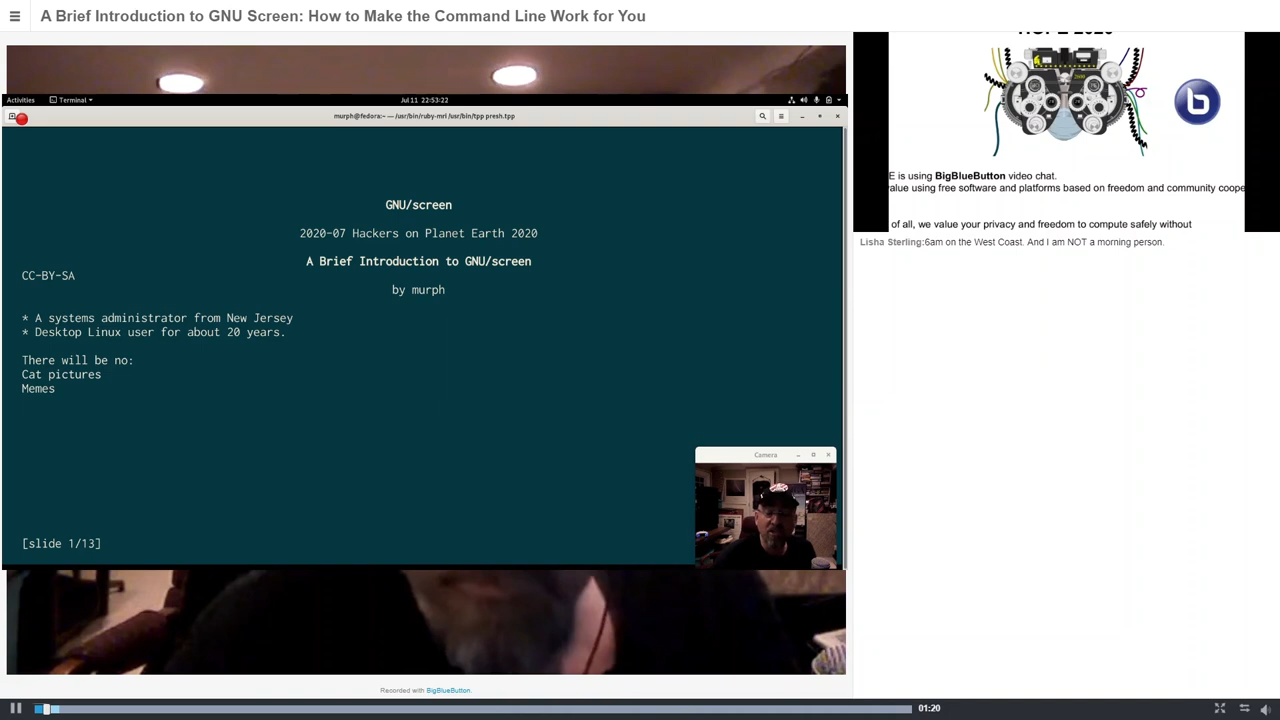 A Brief Introduction to GNU Screen: How to Make the Command Line Work for You
HOPE 2020
Activities
Terminal
Jul 11 22:53:22
murph@fedora:~ — /usr/bin/ruby-mri /usr/bin/tpp presh.tpp
GNU/screen
2020-07 Hackers on Planet Earth 2020
A Brief Introduction to GNU/screen
CC-BY-SA
by murph
* A systems administrator from New Jersey
* Desktop Linux user for about 20 years.
There will be no:
Cat pictures
Memes
Camera
[slide 1/13]
b
E is using BigBlueButton video chat.
alue using free software and platforms based on freedom and community coope
of all, we value your privacy and freedom to compute safely without
Lisha Sterling:6am on the West Coast. And I am NOT a morning person.
Recorded with BigBlueButton.
01:20